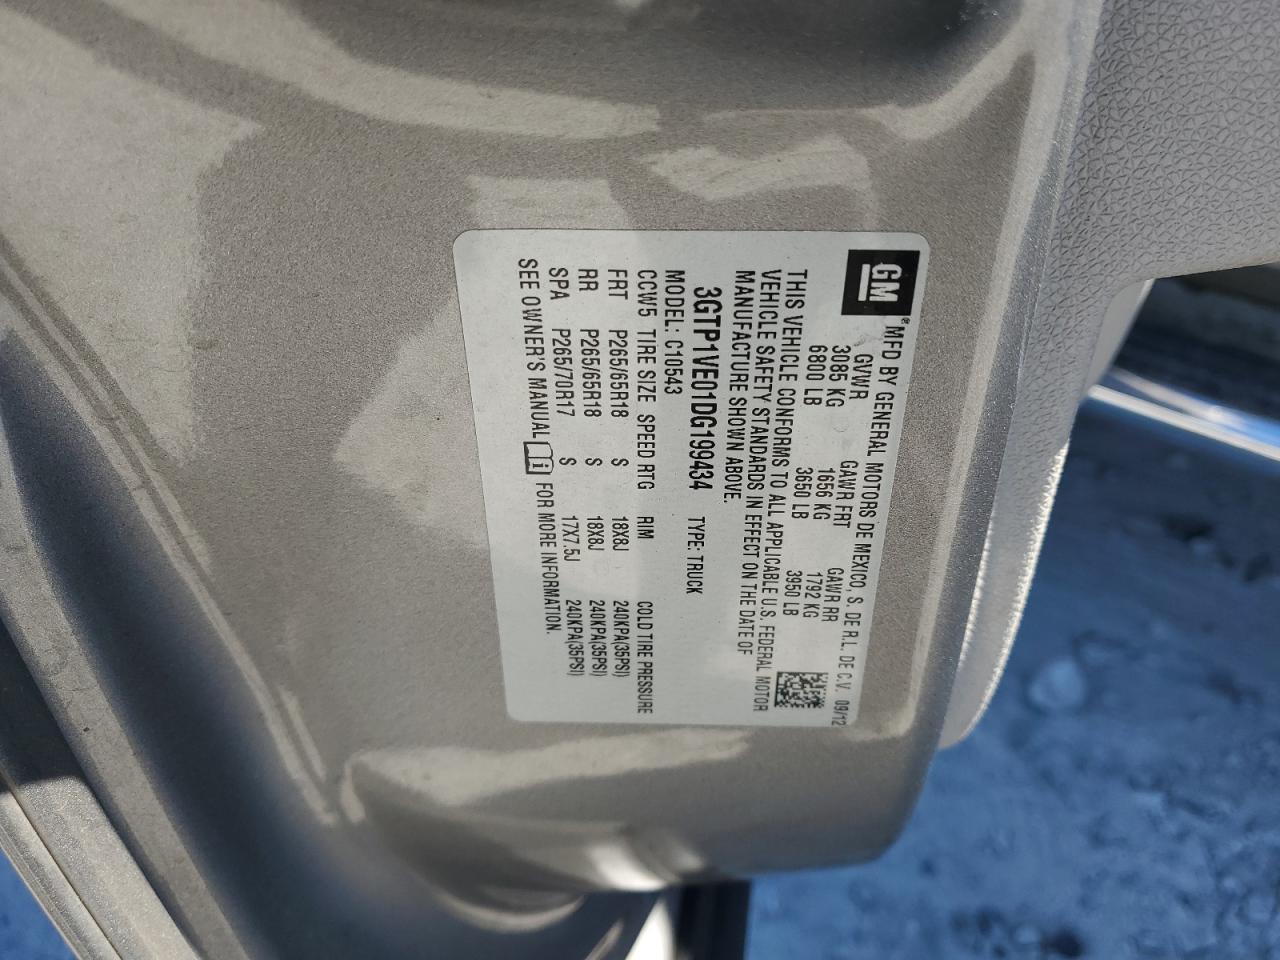 GM® MFD BY GENERAL MOTORS DE MEXICO, S. DE R.L. DE C.V. 09/12
GVWR GAWR FRT GAWR RR
3085 KG 1656 KG 1792 KG
6800 LB 3650 LB 3950 LB
THIS VEHICLE CONFORMS TO ALL APPLICABLE U.S. FEDERAL MOTOR
VEHICLE SAFETY STANDARDS IN EFFECT ON THE DATE OF
MANUFACTURE SHOWN ABOVE.
3GTP1VE01DG199434 TYPE: TRUCK
MODEL: C10543
CCW5 TIRE SIZE SPEED RTG RIM COLD TIRE PRESSURE
FRT P265/65R18 S 18X8J 240KPA(35PSI)
RR P265/65R18 S 18X8J 240KPA(35PSI)
SPA P265/70R17 S 17X7.5J 240KPA(35PSI)
SEE OWNER'S MANUAL i FOR MORE INFORMATION.